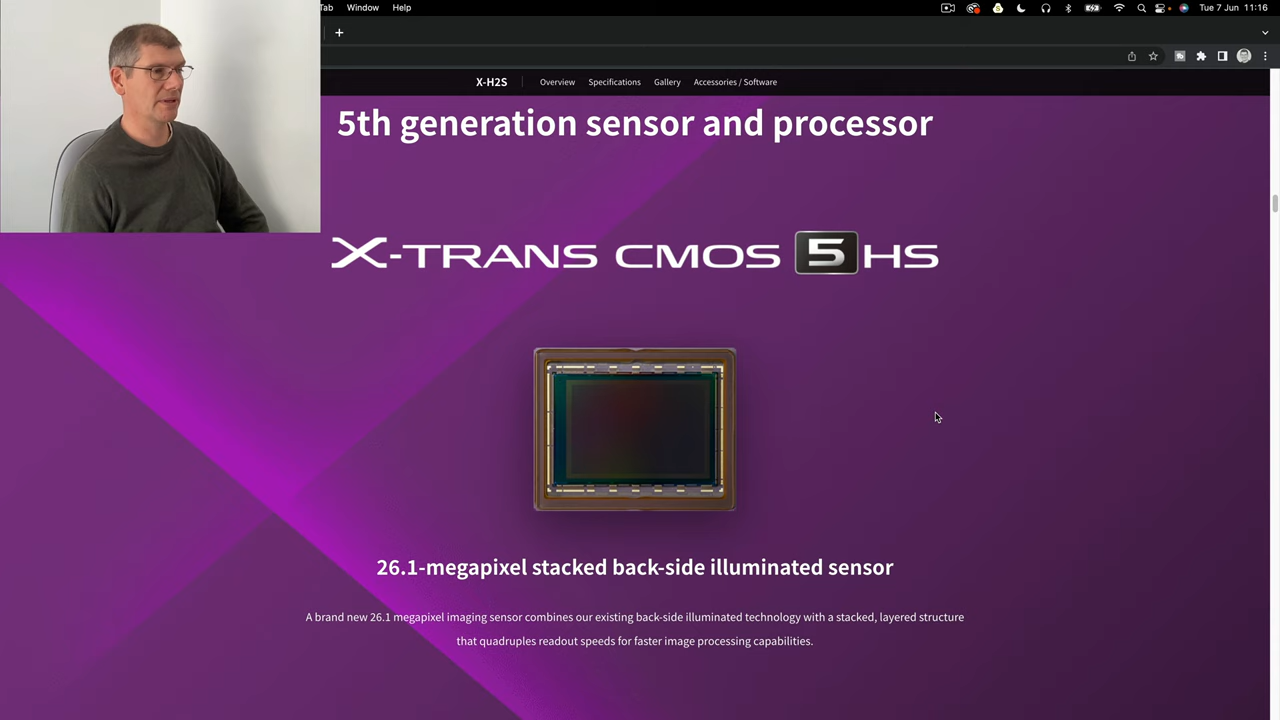 Tab Window Help
Tue 7 Jun 11:16
+
X-H2S Overview Specifications Gallery Accessories / Software
5th generation sensor and processor
X-TRANS CMOS 5 HS
26.1-megapixel stacked back-side illuminated sensor
A brand new 26.1 megapixel imaging sensor combines our existing back-side illuminated technology with a stacked, layered structure
that quadruples readout speeds for faster image processing capabilities.